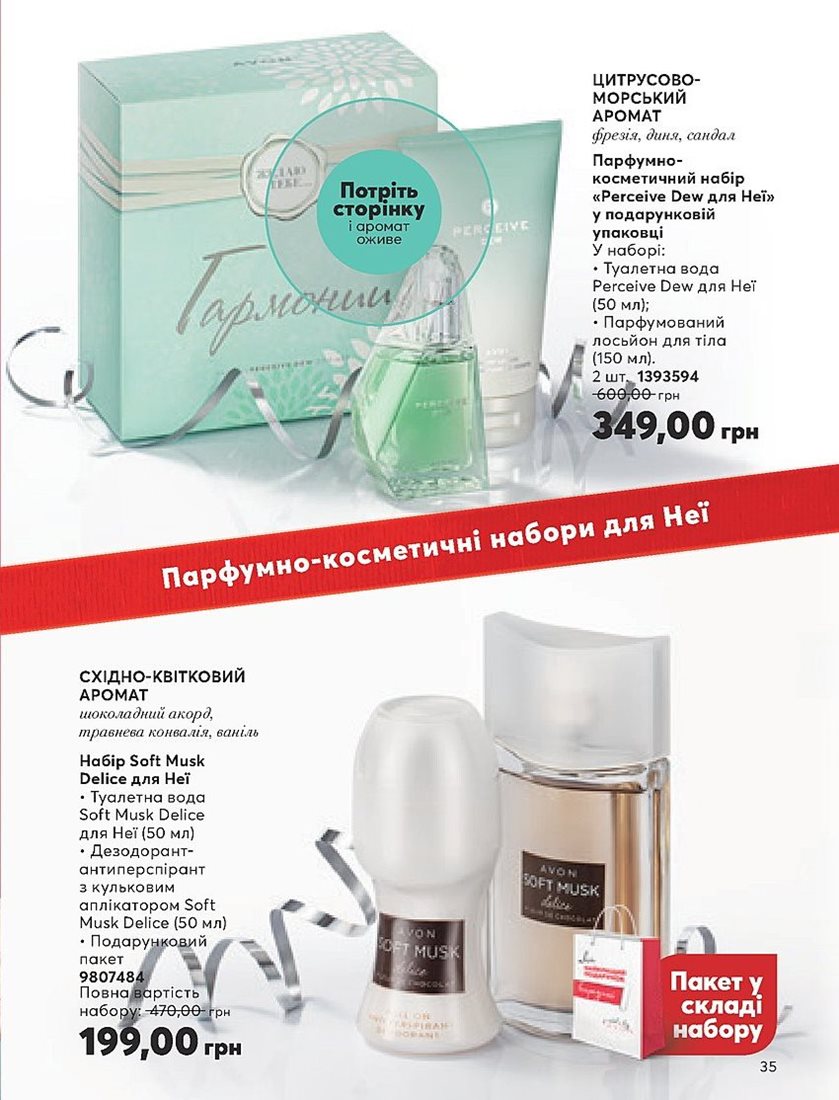 AVON
ЖЕЛАЮ
ТЕБЕ...
Гармонии
Потріть
сторінку
і аромат
оживе
PERCEIVE
DEW
PERCEIVE
ЦИТРУСОВО-
МОРСЬКИЙ
АРОМАТ
фрезія, диня, сандал
Парфумно-
косметичний набір
«Perceive Dew для Неї»
у подарунковій
упаковці
У наборі:
• Туалетна вода
Perceive Dew для Неї
(50 мл);
• Парфумований
лосьйон для тіла
(150 мл).
2 шт. 1393594
600,00 грн
349,00 грн
Парфумно-косметичні набори для Неї
СХІДНО-КВІТКОВИЙ
АРОМАТ
шоколадний акорд,
травнева конвалія, ваніль
Набір Soft Musk
Delice для Неї
• Туалетна вода
Soft Musk Delice
для Неї (50 мл)
• Дезодорант-
антиперспірант
з кульковим
аплікатором Soft
Musk Delice (50 мл)
• Подарунковий
пакет
9807484
Повна вартість
набору: 470,00 грн
199,00 грн
AVON
SOFT MUSK
delice
AVON
SOFT MUSK
delice
Пакет у
складі
набору
35